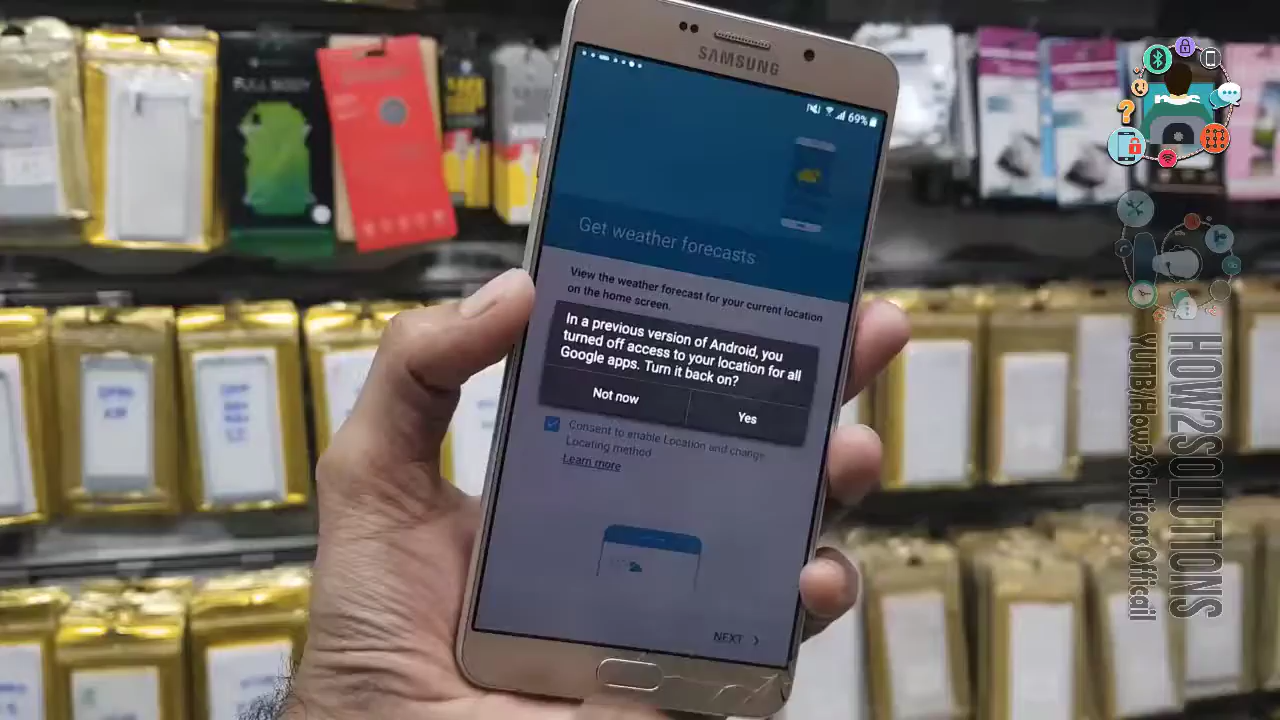 FULL BODY
SAMSUNG
69%
Get weather forecasts
View the weather forecast for your current location
on the home screen.
In a previous version of Android, you
turned off access to your location for all
Google apps. Turn it back on?
Not now
Yes
Consent to enable Location and change
Locating method
Learn more
NEXT
HOW2SOLUTIONS